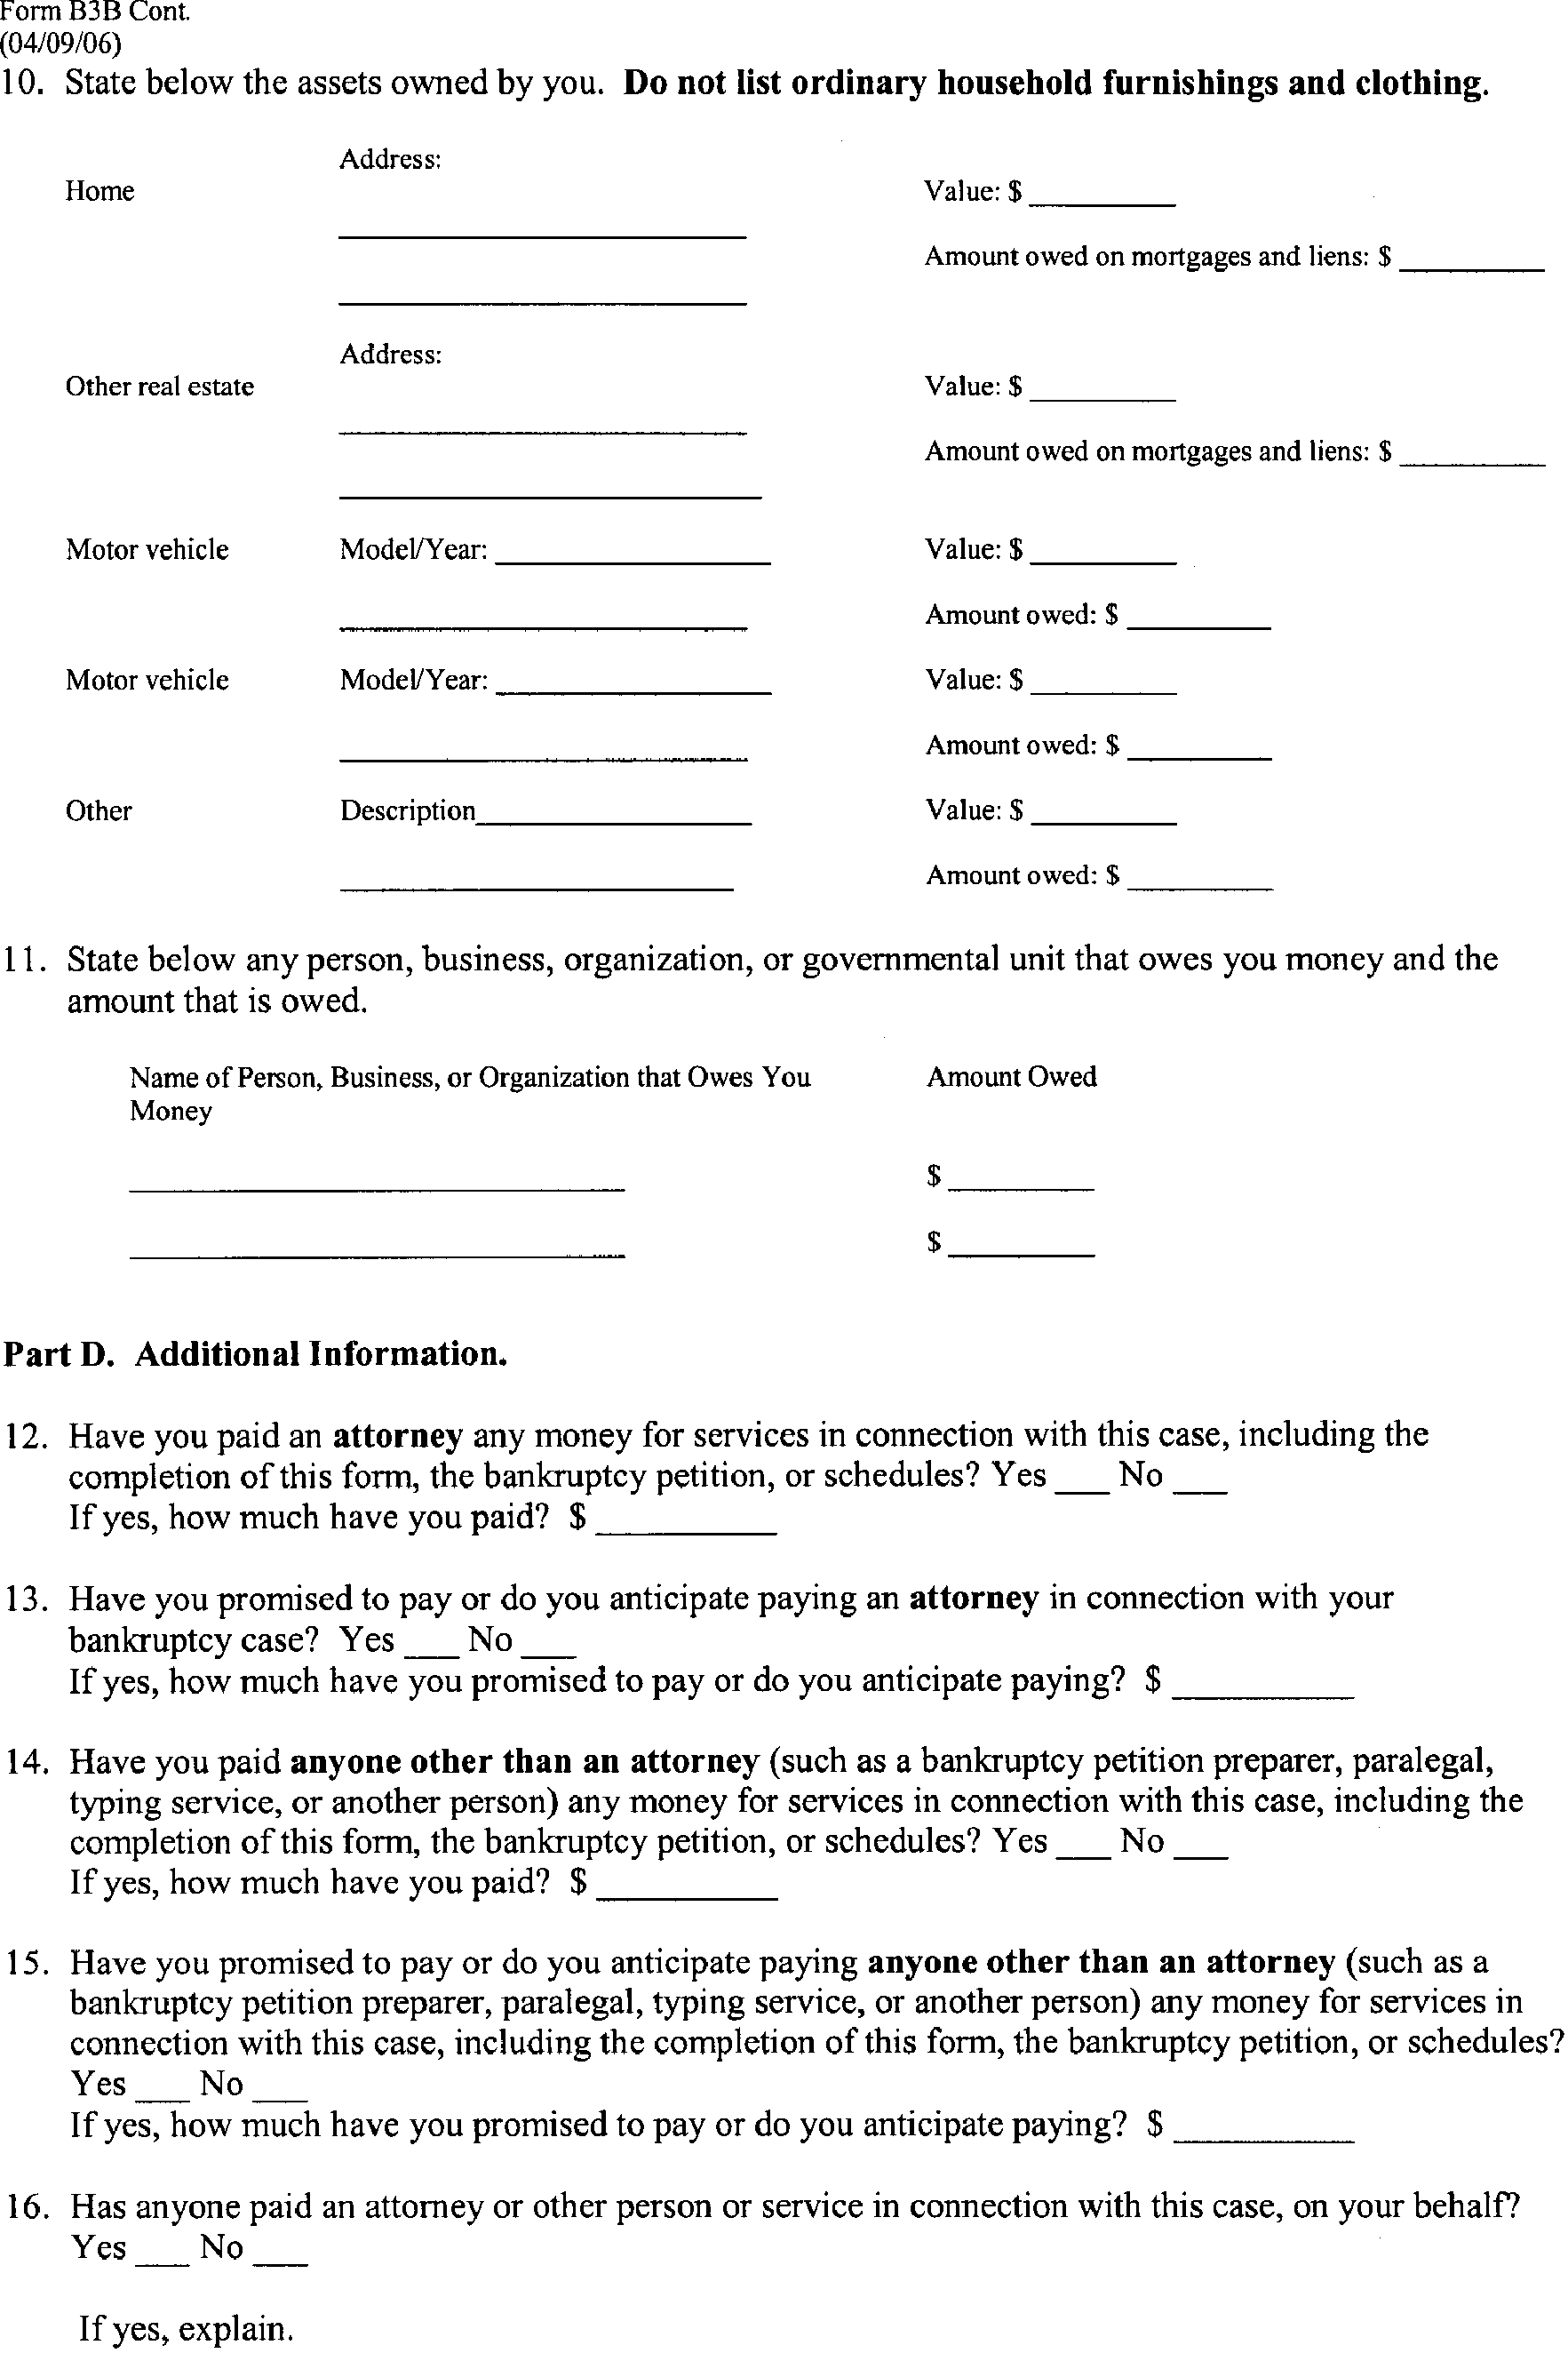 Form B3B Cont.
(04/09/06)
10. State below the assets owned by you. Do not list ordinary household furnishings and clothing.
Address:
Home Value: $ ________
________ Amount owed on mortgages and liens: $ ________
________
Address:
Other real estate Value: $ ________
________ Amount owed on mortgages and liens: $ ________
________
Motor vehicle Model/Year: ________ Value: $ ________
________ Amount owed: $ ________
Motor vehicle Model/Year: ________ Value: $ ________
________ Amount owed: $ ________
Other Description________ Value: $ ________
________ Amount owed: $ ________
11. State below any person, business, organization, or governmental unit that owes you money and the
amount that is owed.
Name of Person, Business, or Organization that Owes You Amount Owed
Money
________ $ ________
________ $ ________
Part D. Additional Information.
12. Have you paid an attorney any money for services in connection with this case, including the
completion of this form, the bankruptcy petition, or schedules? Yes ___ No ___
If yes, how much have you paid? $ ________
13. Have you promised to pay or do you anticipate paying an attorney in connection with your
bankruptcy case? Yes ___ No ___
If yes, how much have you promised to pay or do you anticipate paying? $ ________
14. Have you paid anyone other than an attorney (such as a bankruptcy petition preparer, paralegal,
typing service, or another person) any money for services in connection with this case, including the
completion of this form, the bankruptcy petition, or schedules? Yes ___ No ___
If yes, how much have you paid? $ ________
15. Have you promised to pay or do you anticipate paying anyone other than an attorney (such as a
bankruptcy petition preparer, paralegal, typing service, or another person) any money for services in
connection with this case, including the completion of this form, the bankruptcy petition, or schedules?
Yes ___ No ___
If yes, how much have you promised to pay or do you anticipate paying? $ ________
16. Has anyone paid an attorney or other person or service in connection with this case, on your behalf?
Yes ___ No ___
If yes, explain.